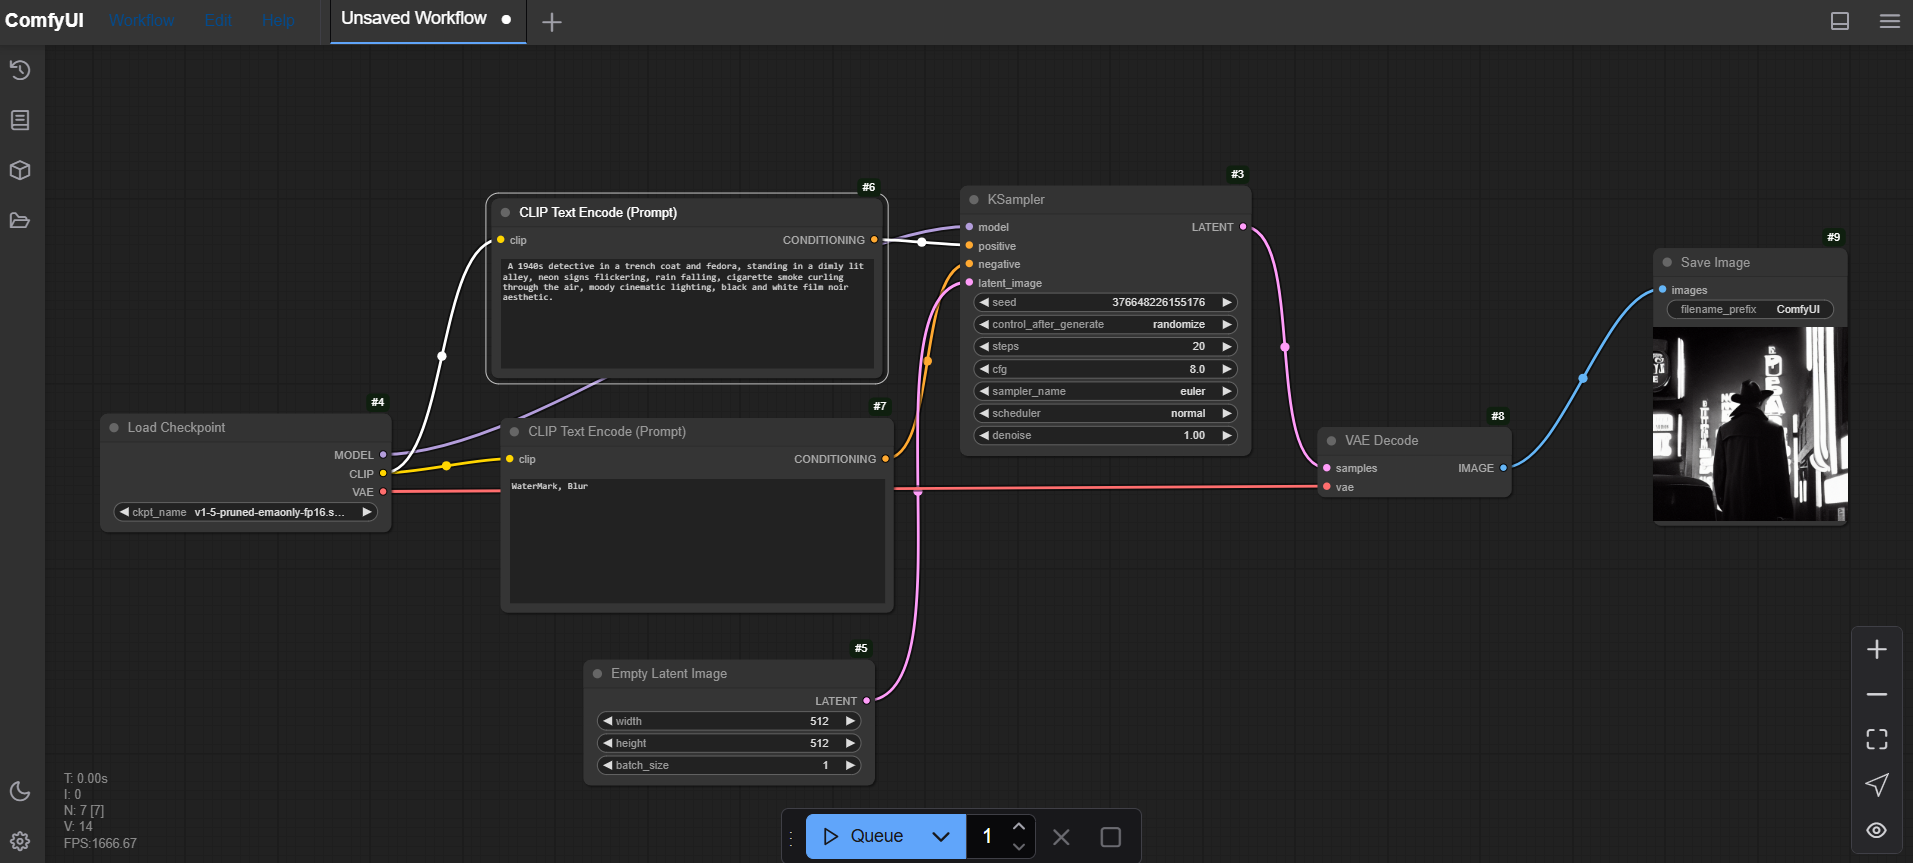 ComfyUI Workflow Edit Help Unsaved Workflow
#6
CLIP Text Encode (Prompt)
clip CONDITIONING
A 1940s detective in a trench coat and fedora, standing in a dimly lit
alley, neon signs flickering, rain falling, cigarette smoke curling
through the air, moody cinematic lighting, black and white film noir
aesthetic.
#3
KSampler
model LATENT
positive
negative
latent_image
seed 376648226155176
control_after_generate randomize
steps 20
cfg 8.0
sampler_name euler
scheduler normal
denoise 1.00
#9
Save Image
images
filename_prefix ComfyUI
#4
Load Checkpoint
MODEL
CLIP
VAE
ckpt_name v1-5-pruned-emaonly-fp16.s...
#7
CLIP Text Encode (Prompt)
clip CONDITIONING
WaterMark, Blur
#8
VAE Decode
samples IMAGE
vae
#5
Empty Latent Image
LATENT
width 512
height 512
batch_size 1
T: 0.00s
I: 0
N: 7 [7]
V: 14
FPS:1666.67
Queue 1